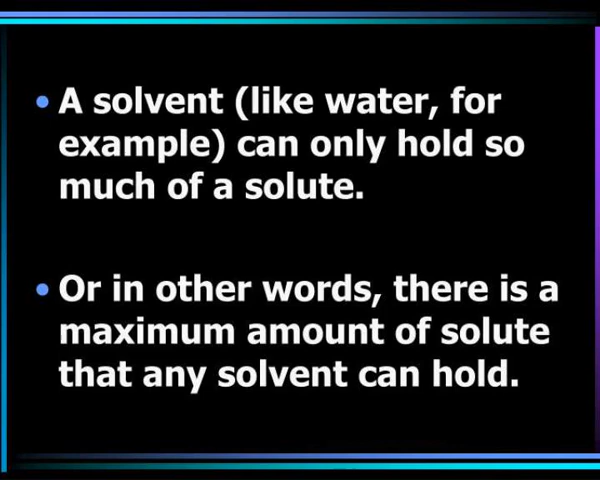 • A solvent (like water, for
example) can only hold so
much of a solute.
• Or in other words, there is a
maximum amount of solute
that any solvent can hold.